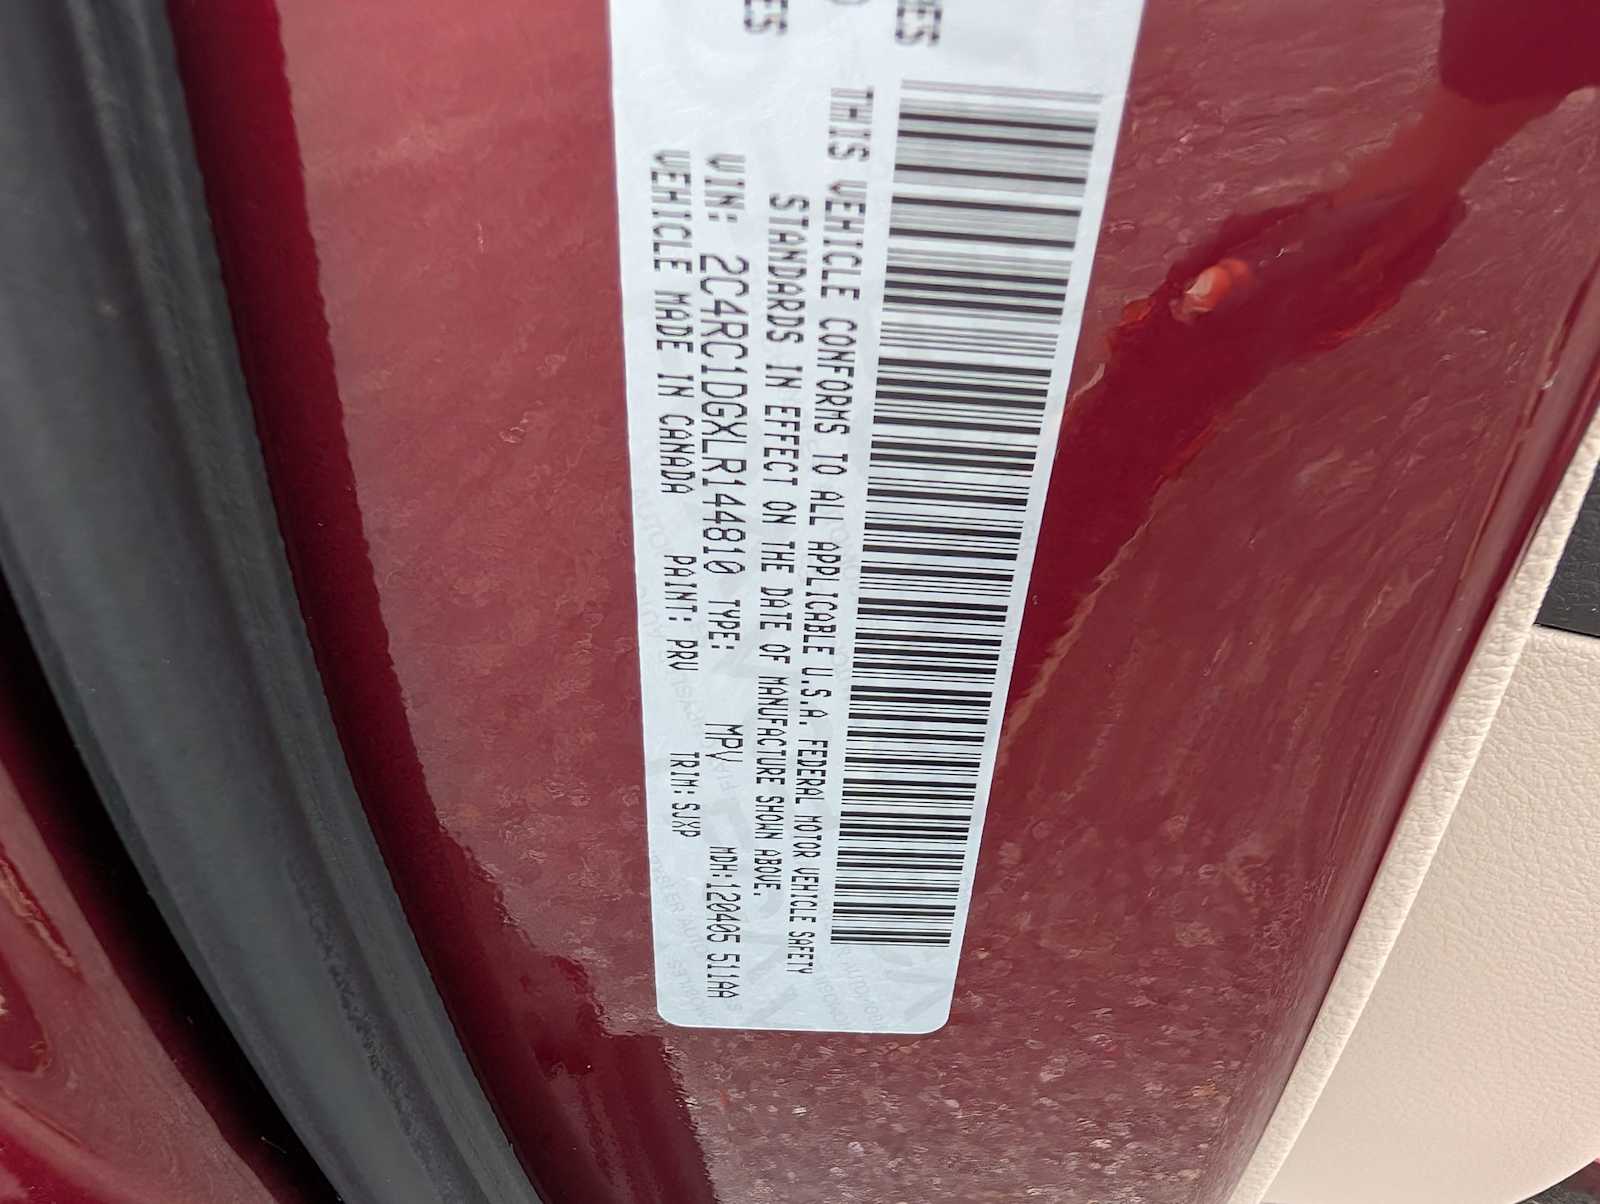 THIS VEHICLE CONFORMS TO ALL APPLICABLE U.S.A. FEDERAL MOTOR VEHICLE SAFETY
STANDARDS IN EFFECT ON THE DATE OF MANUFACTURE SHOWN ABOVE.
VIN: 2C4RC1DGXLR144810 TYPE: MPV MDH:120405 511AA
VEHICLE MADE IN CANADA PAINT: PRV TRIM: SJXP